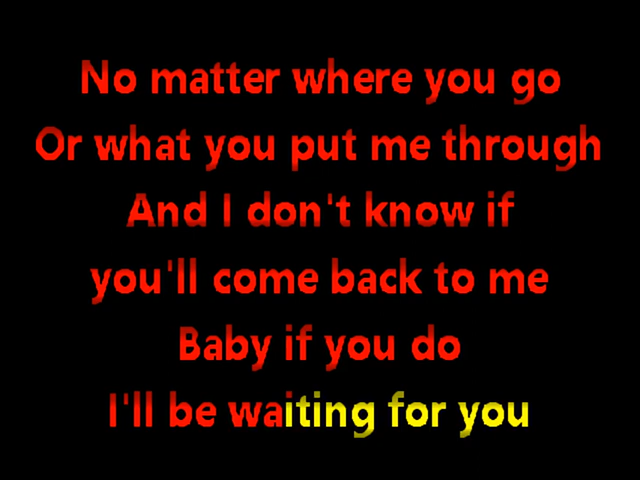 No matter where you go
Or what you put me through
And I don't know if
you'll come back to me
Baby if you do
I'll be waiting for you